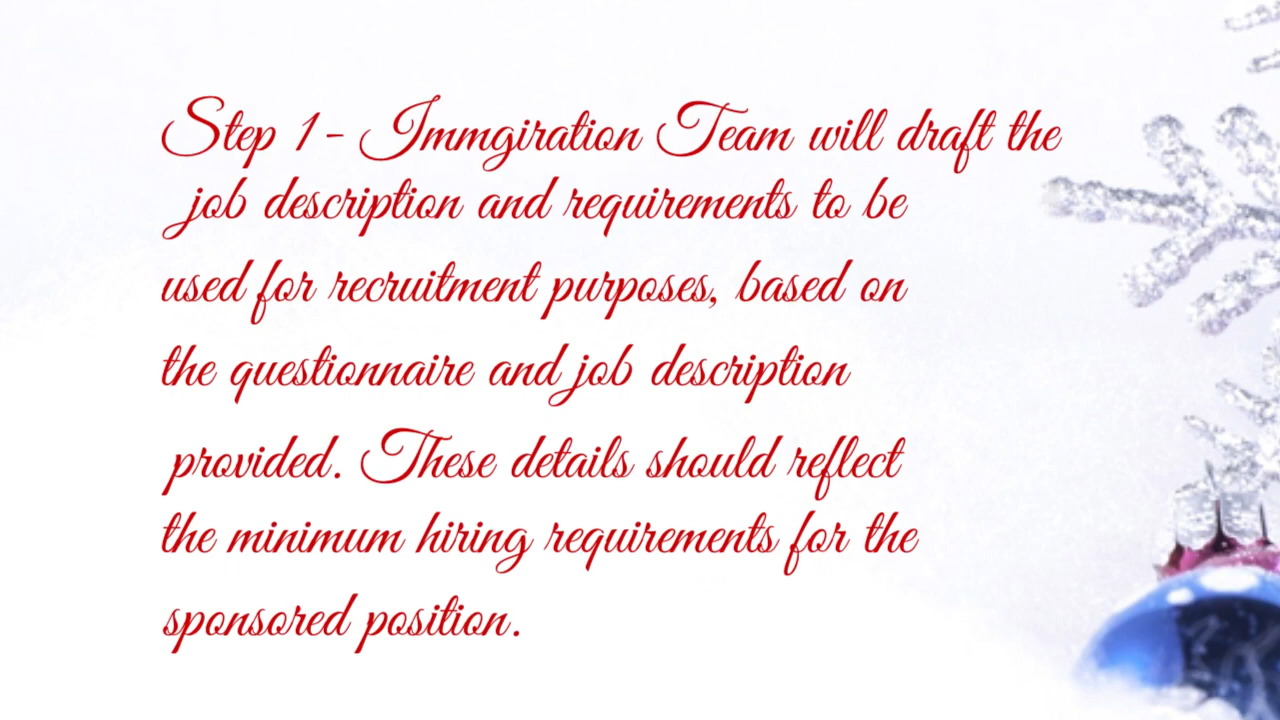 Step 1 - Immgiration Team will draft the
job description and requirements to be
used for recruitment purposes, based on
the questionnaire and job description
provided. These details should reflect
the minimum hiring requirements for the
sponsored position.